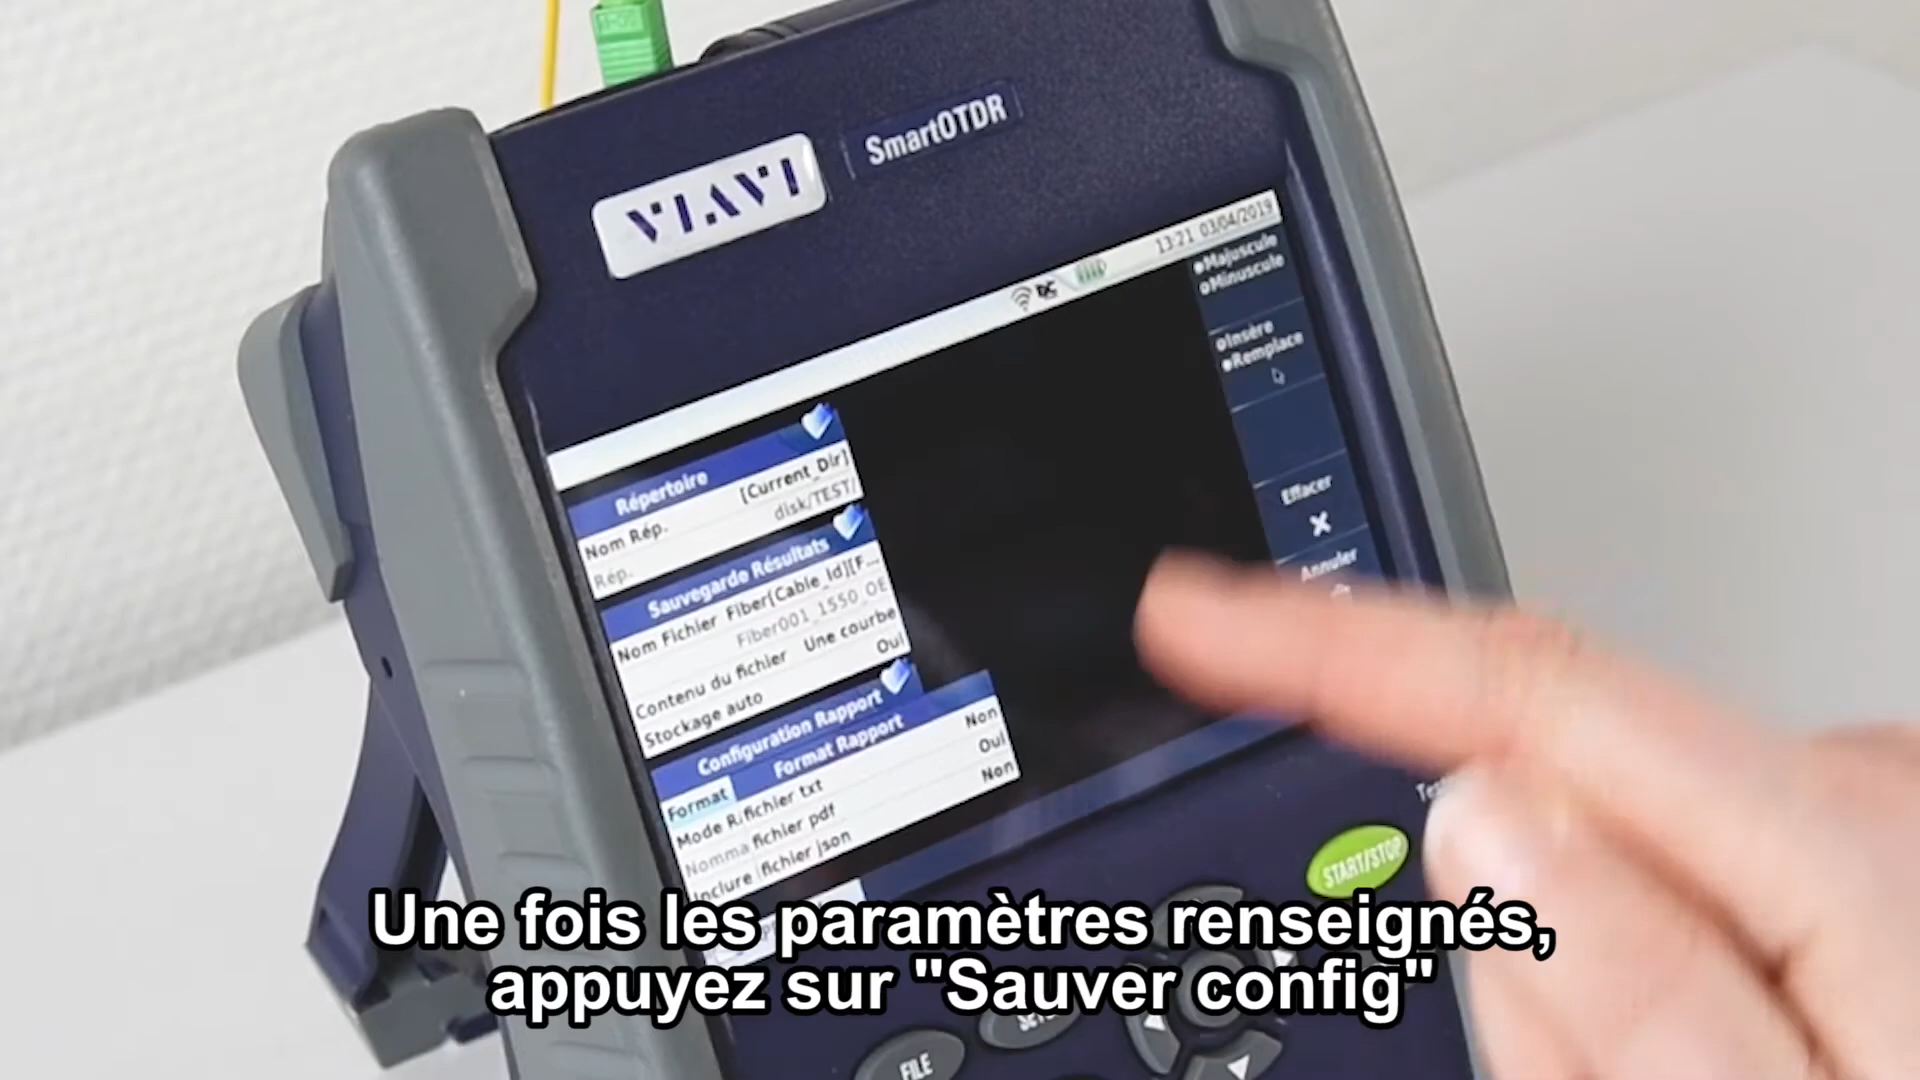 VIAVI
SmartOTDR
13:21 03/04/2019
Majuscule
Minuscule
Insère
Remplace
Effacer
Annuler
Répertoire
Nom Rép. [Current_Dir]
Rép. disk/TEST/
Sauvegarde Résultats
Nom Fichier Fiber[Cable_Id][F...
Fiber001_1550_OE
Contenu du fichier Une courbe
Stockage auto Oui
Configuration Rapport
Format Rapport
Format
fichier txt Non
Mode R
fichier pdf Oui
Nomma
fichier json Non
Inclure
START/STOP
FILE
Une fois les paramètres renseignés,
appuyez sur "Sauver config"